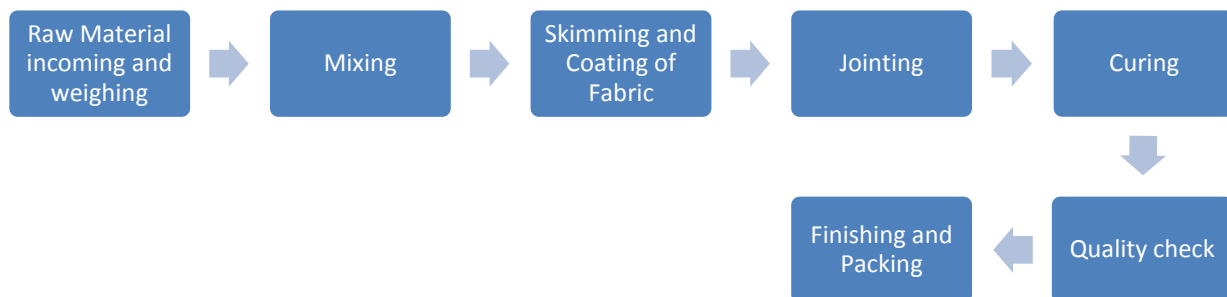 Raw Material
incoming and
weighing
Mixing
Skimming and
Coating of
Fabric
Jointing
Curing
Quality check
Finishing and
Packing